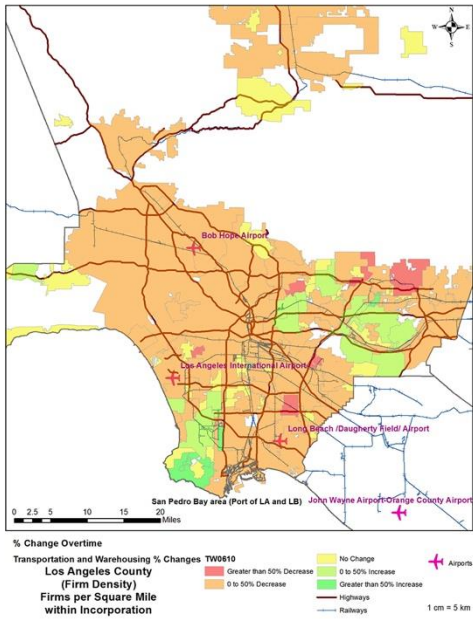 N
W E
S
Bob Hope Airport
Los Angeles International Airport
Long Beach /Daugherty Field/ Airport
San Pedro Bay area (Port of LA and LB)
John Wayne Airport-Orange County Airport
0 2.5 5 10 15 20
Miles
% Change Overtime
Transportation and Warehousing % Changes TW0610
Los Angeles County
(Firm Density)
Firms per Square Mile
within Incorporation
Greater than 50% Decrease
0 to 50% Decrease
No Change
0 to 50% Increase
Greater than 50% Increase
Highways
Railways
Airports
1 cm = 5 km